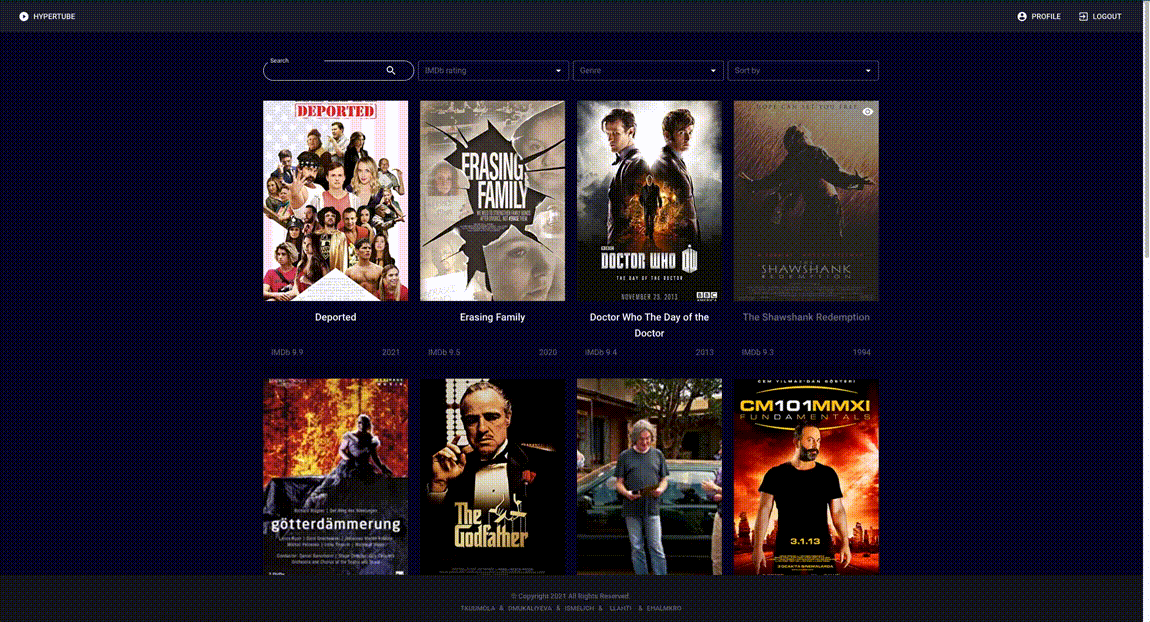 HYPERTUBE
PROFILE
LOGOUT
Search
IMDb rating
Genre
Sort by
DEPORTED
ERASING
FAMILY
BBC
DOCTOR WHO
THE DAY OF THE DOCTOR
NOVEMBER 23, 2013
BBC
HOPE CAN SET YOU FREE
THE
SHAWSHANK
REDEMPTION
Deported
Erasing Family
Doctor Who The Day of the
Doctor
The Shawshank Redemption
IMDb 9.9
2021
IMDb 9.5
2020
IMDb 9.4
2013
IMDb 9.3
1994
götterdämmerung
The
Godfather
CEM YILMAZ'DAN GÖSTERİ
CM101MMXI
FUNDAMENTALS
3.1.13
© Copyright 2021 All Rights Reserved.
TKUUMOLA & DMUKALIYEVA & ISMELICH & LLAHTI & EHALMKRO